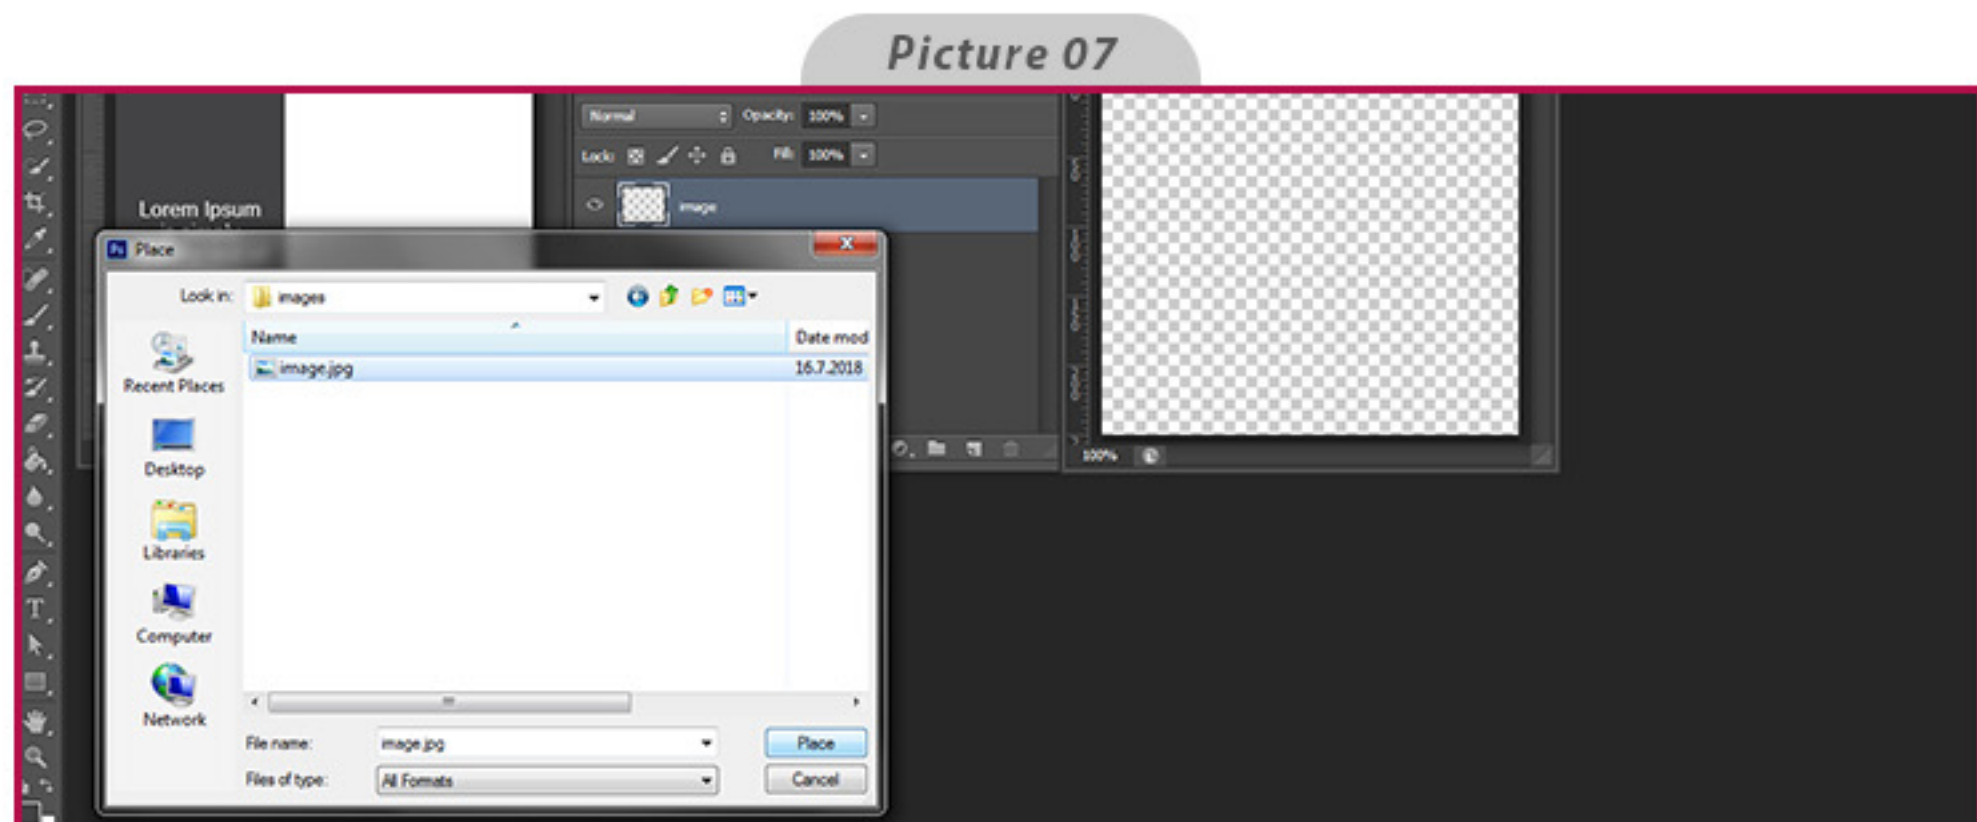 Picture 07
Normal Opacity: 100%
Lock: Fill: 100%
image
Lorem Ipsum
Ps Place
Look in: images
Name Date mod
image.jpg 16.7.2018
Recent Places
Desktop
Libraries
Computer
Network
File name: image.jpg Place
Files of type: All Formats Cancel
100%